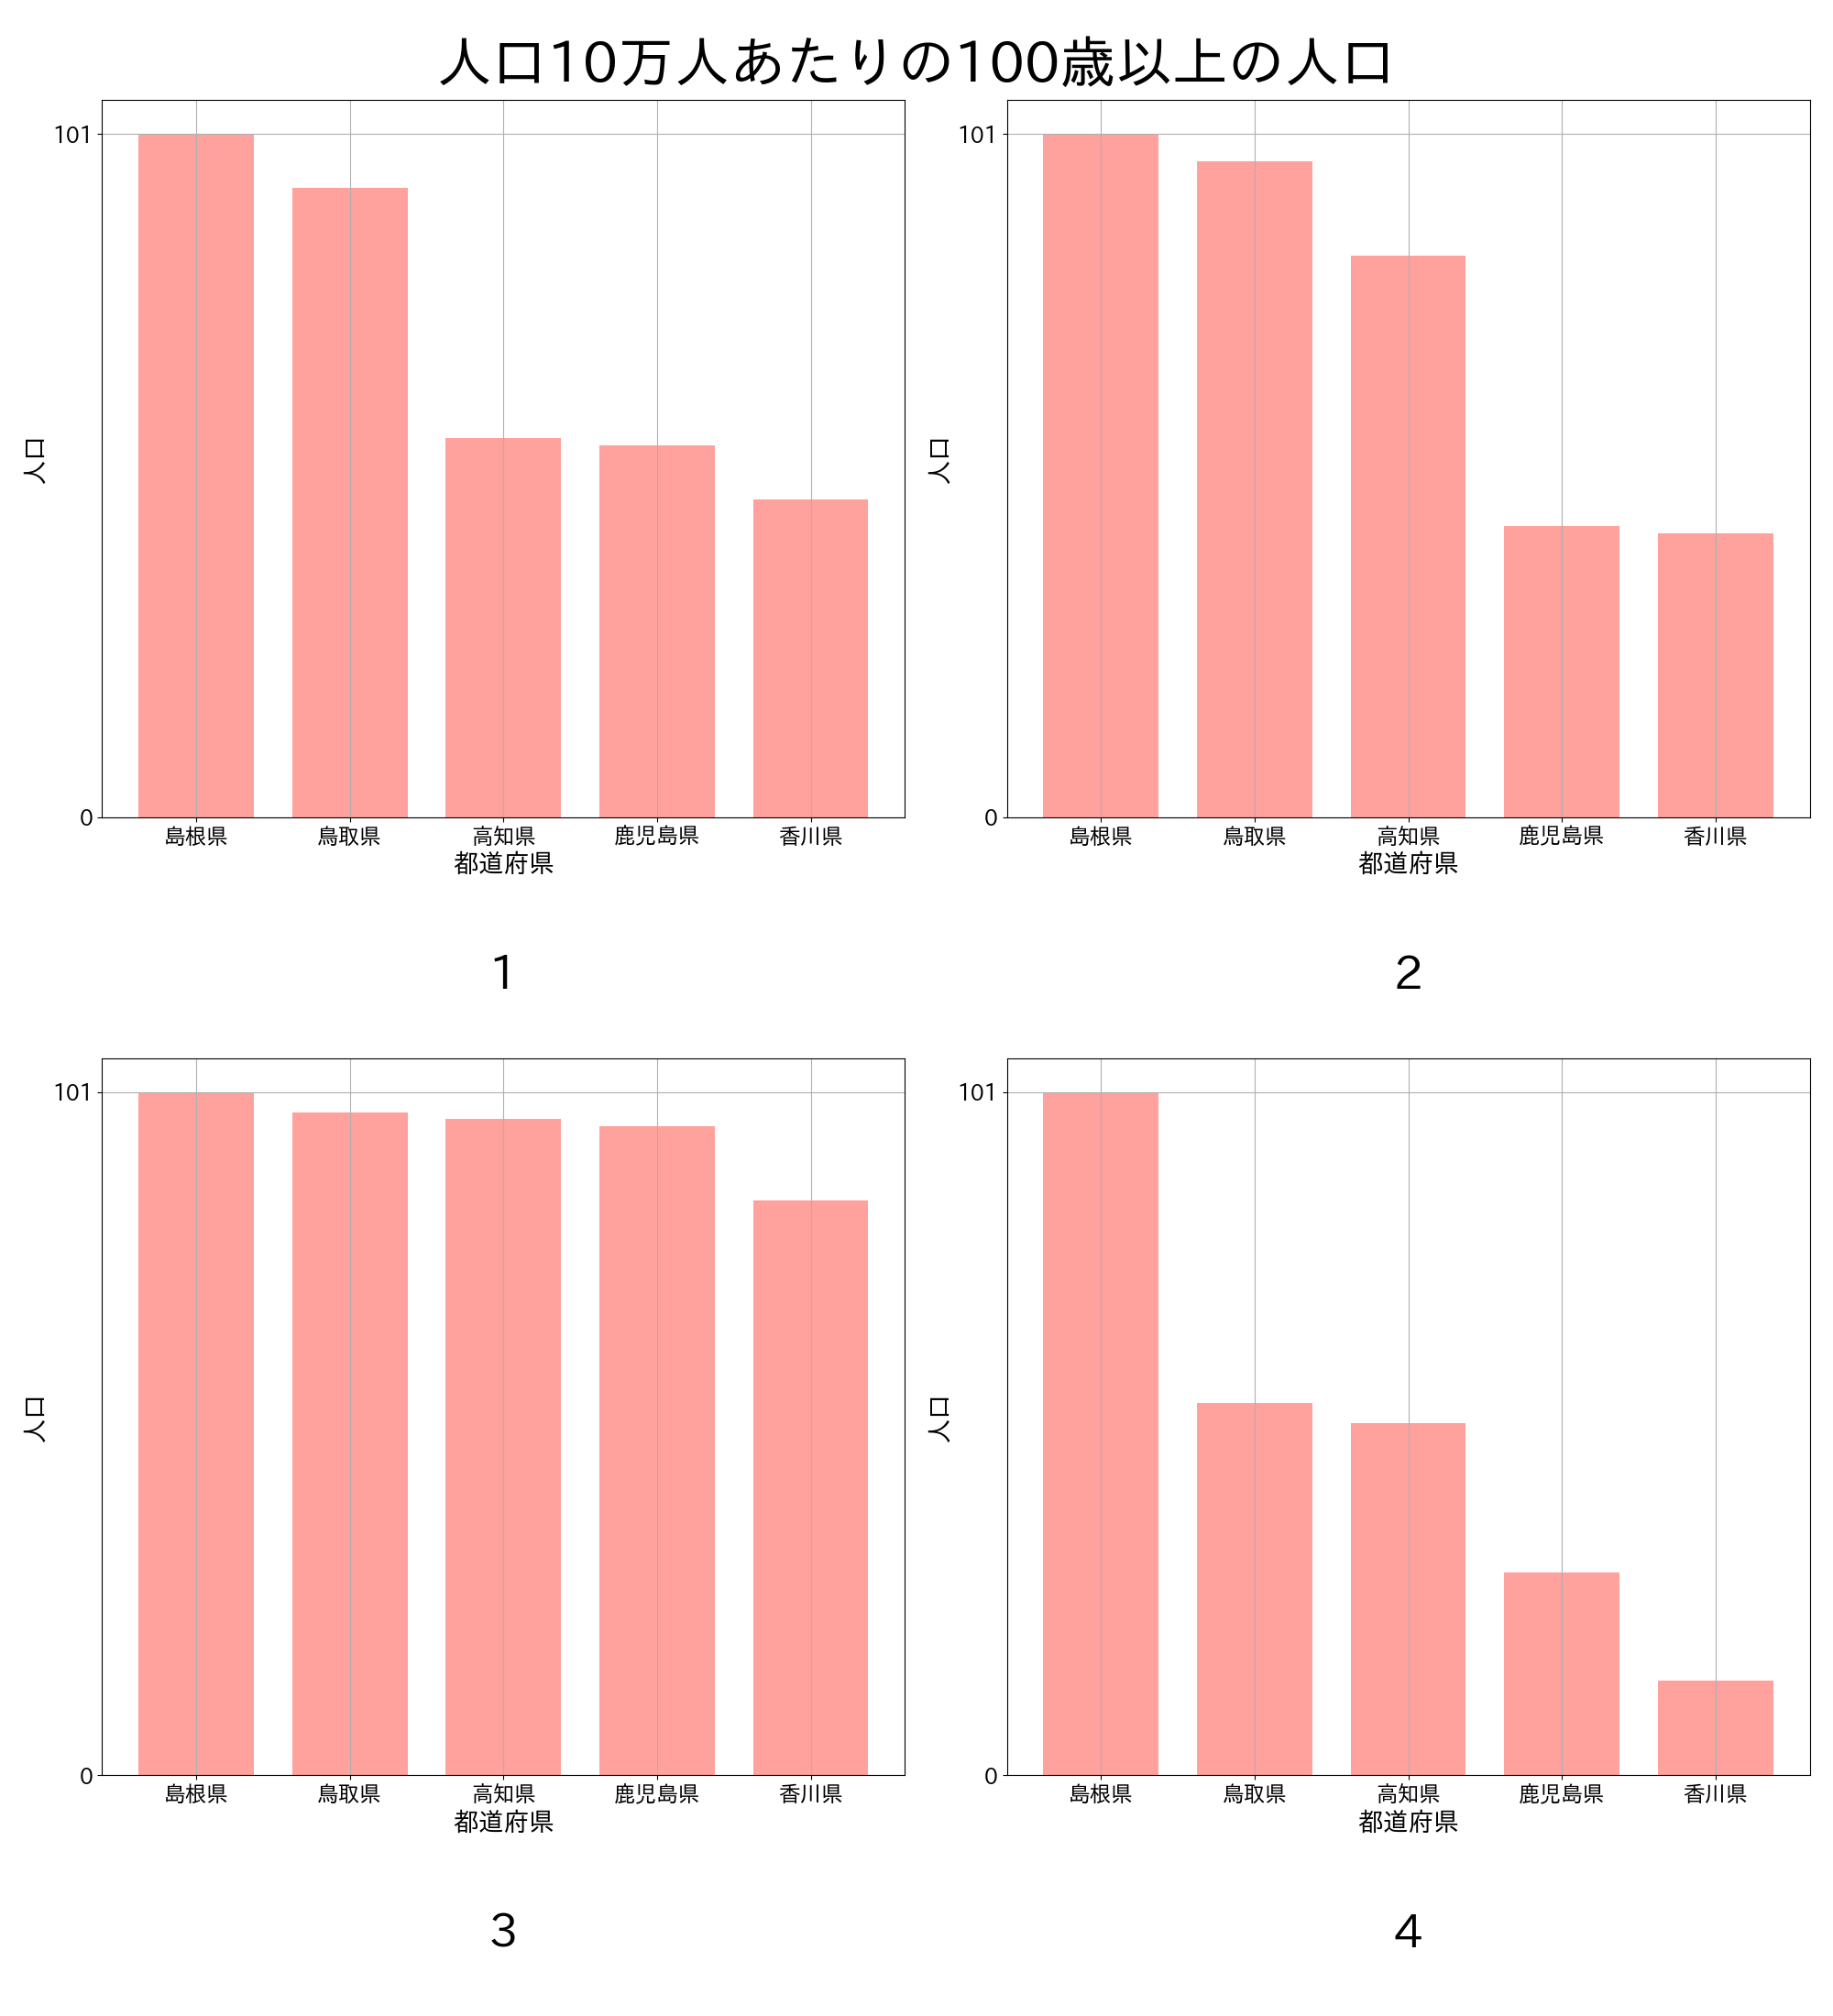 人口10万人あたりの100歳以上の人口
101
0
人口
島根県 鳥取県 高知県 鹿児島県 香川県
都道府県
1
101
0
人口
島根県 鳥取県 高知県 鹿児島県 香川県
都道府県
2
101
0
人口
島根県 鳥取県 高知県 鹿児島県 香川県
都道府県
3
101
0
人口
島根県 鳥取県 高知県 鹿児島県 香川県
都道府県
4